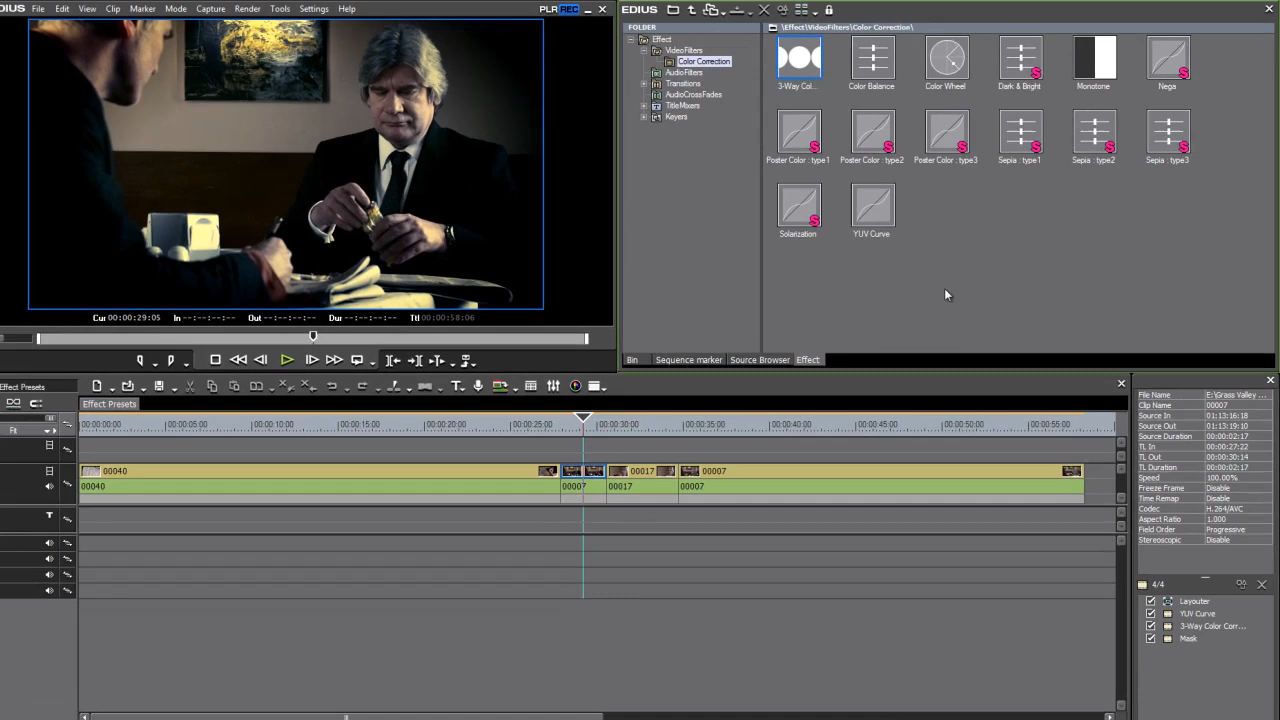 DIUS File Edit View Clip Marker Mode Capture Render Tools Settings Help PLR REC
Cur 00:00:29:05 In --:--:--:-- Out --:--:--:-- Dur --:--:--:-- Ttl 00:00:58:06
EDIUS
FOLDER
Effect
VideoFilters
Color Correction
AudioFilters
Transitions
AudioCrossFades
TitleMixers
Keyers
\Effect\VideoFilters\Color Correction\
3-Way Col... Color Balance Color Wheel Dark & Bright Monotone Nega
S S
Poster Color : type1 Poster Color : type2 Poster Color : type3 Sepia : type1 Sepia : type2 Sepia : type3
S S S S S S
Solarization YUV Curve
S
Bin Sequence marker Source Browser Effect
Effect Presets
Effect Presets
Fit
00:00:00:00 00:00:05:00 00:00:10:00 00:00:15:00 00:00:20:00 00:00:25:00 00:00:30:00 00:00:35:00 00:00:40:00 00:00:45:00 00:00:50:00 00:00:55:00
00040 00017 00007
00040 00007 00017 00007
T
File Name E:\Grass Valley ...
Clip Name 00007
Source In 01:13:16:18
Source Out 01:13:19:10
Source Duration 00:00:02:17
TL In 00:00:27:22
TL Out 00:00:30:14
TL Duration 00:00:02:17
Speed 100.00%
Freeze Frame Disable
Time Remap Disable
Codec H.264/AVC
Aspect Ratio 1.000
Field Order Progressive
Stereoscopic Disable
4/4
Layouter
YUV Curve
3-Way Color Corr...
Mask